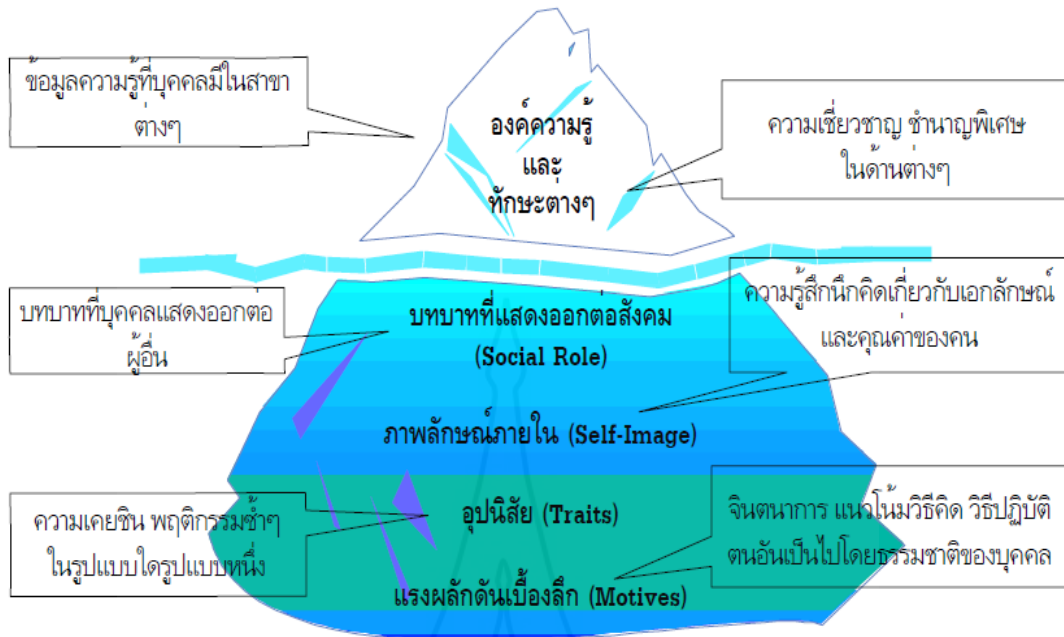 ข้อมูลความรู้ที่บุคคลมีในสาขา
ต่างๆ
องค์ความรู้
และ
ทักษะต่างๆ
ความเชี่ยวชาญ ชำนาญพิเศษ
ในด้านต่างๆ
บทบาทที่บุคคลแสดงออกต่อ
ผู้อื่น
บทบาทที่แสดงออกต่อสังคม
(Social Role)
ความรู้สึกนึกคิดเกี่ยวกับเอกลักษณ์
และคุณค่าของคน
ภาพลักษณ์ภายใน (Self-Image)
ความเคยชิน พฤติกรรมซ้ำๆ
ในรูปแบบใดรูปแบบหนึ่ง
อุปนิสัย (Traits)
จินตนาการ แนวโน้มวิธีคิด วิธีปฏิบัติ
ตนอันเป็นไปโดยธรรมชาติของบุคคล
แรงผลักดันเบื้องลึก (Motives)